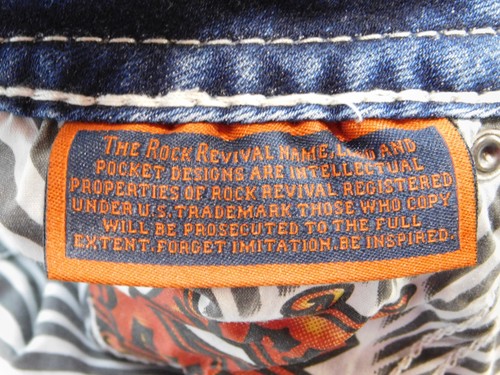 THE ROCK REVIVAL NAME, LOGO AND
POCKET DESIGNS ARE INTELLECTUAL
PROPERTIES OF ROCK REVIVAL REGISTERED
UNDER U.S. TRADEMARK. THOSE WHO COPY
WILL BE PROSECUTED TO THE FULL
EXTENT. FORGET IMITATION. BE INSPIRED.